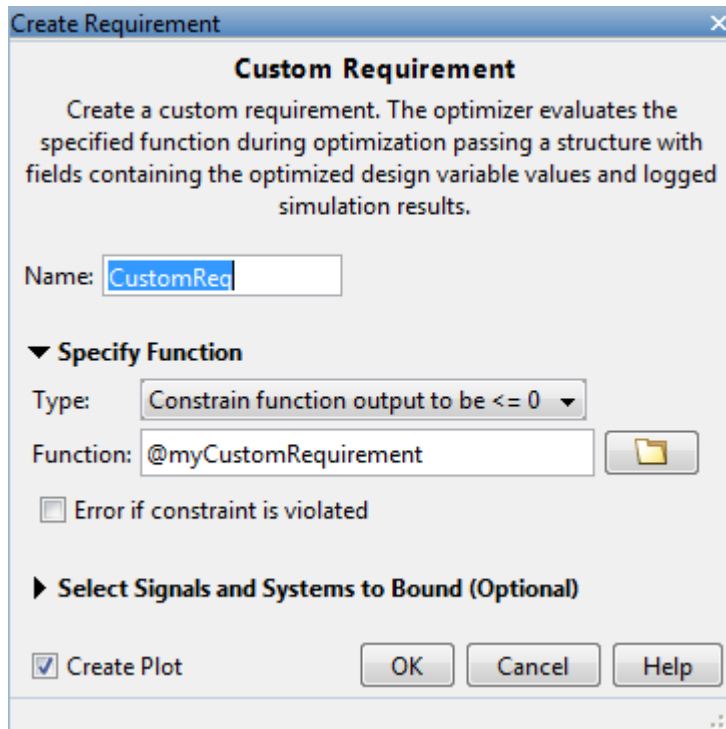 Create Requirement
Custom Requirement
Create a custom requirement. The optimizer evaluates the
specified function during optimization passing a structure with
fields containing the optimized design variable values and logged
simulation results.
Name: CustomReq
Specify Function
Type: Constrain function output to be <= 0
Function: @myCustomRequirement
Error if constraint is violated
Select Signals and Systems to Bound (Optional)
Create Plot OK Cancel Help